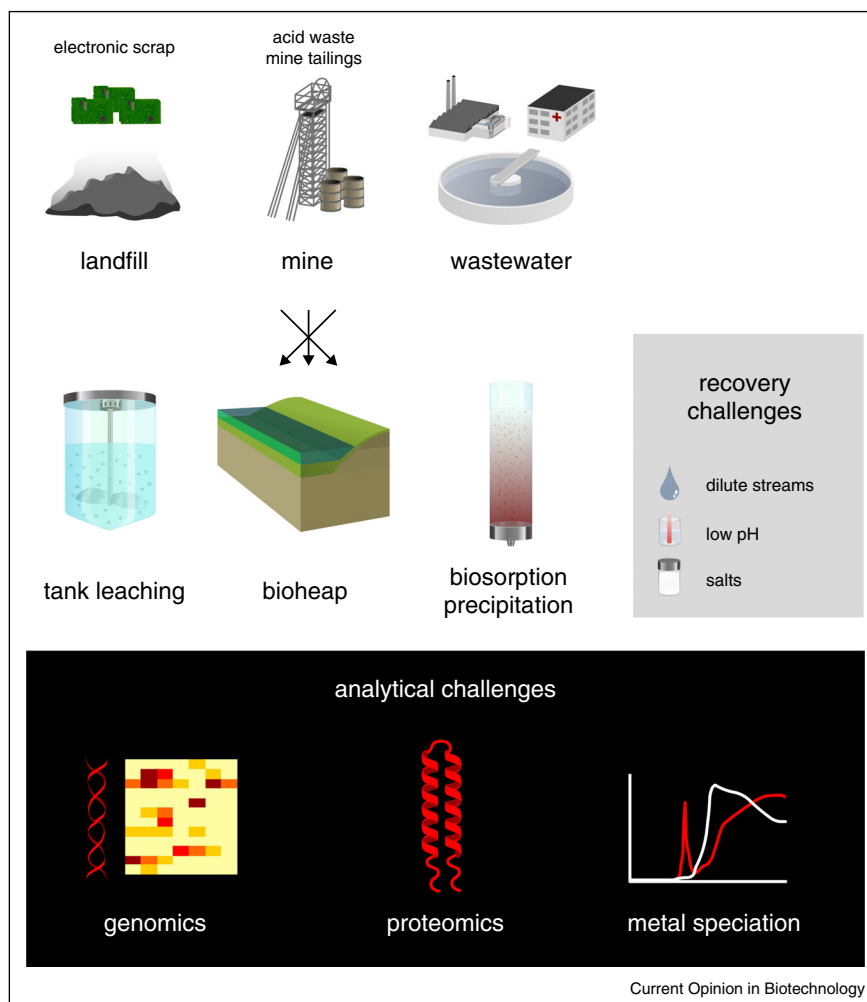 electronic scrap
acid waste
mine tailings
landfill
mine
wastewater
recovery
challenges
dilute streams
low pH
salts
tank leaching
bioheap
biosorption
precipitation
analytical challenges
genomics
proteomics
metal speciation
Current Opinion in Biotechnology